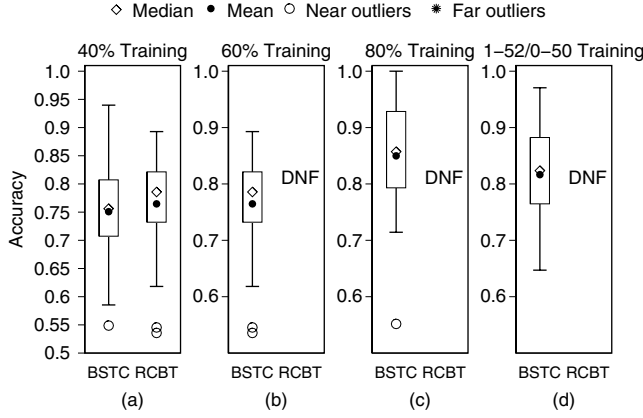 Median Mean Near outliers Far outliers
40% Training 60% Training 80% Training 1–52/0–50 Training
1.0 1.0 1.0 1.0
0.95
0.9 0.9 0.9 0.9
0.85
0.8 0.8 0.8 0.8
DNF DNF DNF
0.75
0.7 0.7 0.7 0.7
0.65
0.6 0.6 0.6 0.6
0.55
0.5
Accuracy
BSTC RCBT BSTC RCBT BSTC RCBT BSTC RCBT
(a) (b) (c) (d)